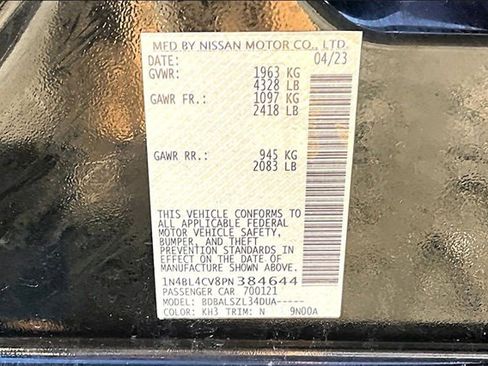 MFD BY NISSAN MOTOR CO., LTD.
DATE: 04/23
GVWR: 1963 KG
4328 LB
GAWR FR.: 1097 KG
2418 LB
GAWR RR.: 945 KG
2083 LB
THIS VEHICLE CONFORMS TO
ALL APPLICABLE FEDERAL
MOTOR VEHICLE SAFETY,
BUMPER, AND THEFT
PREVENTION STANDARDS IN
EFFECT ON THE DATE OF
MANUFACTURE SHOWN ABOVE.
1N4BL4CV8PN384644
PASSENGER CAR 700121
MODEL: BDBALSZL34DUA-----
COLOR: KH3 TRIM: N 9N00A